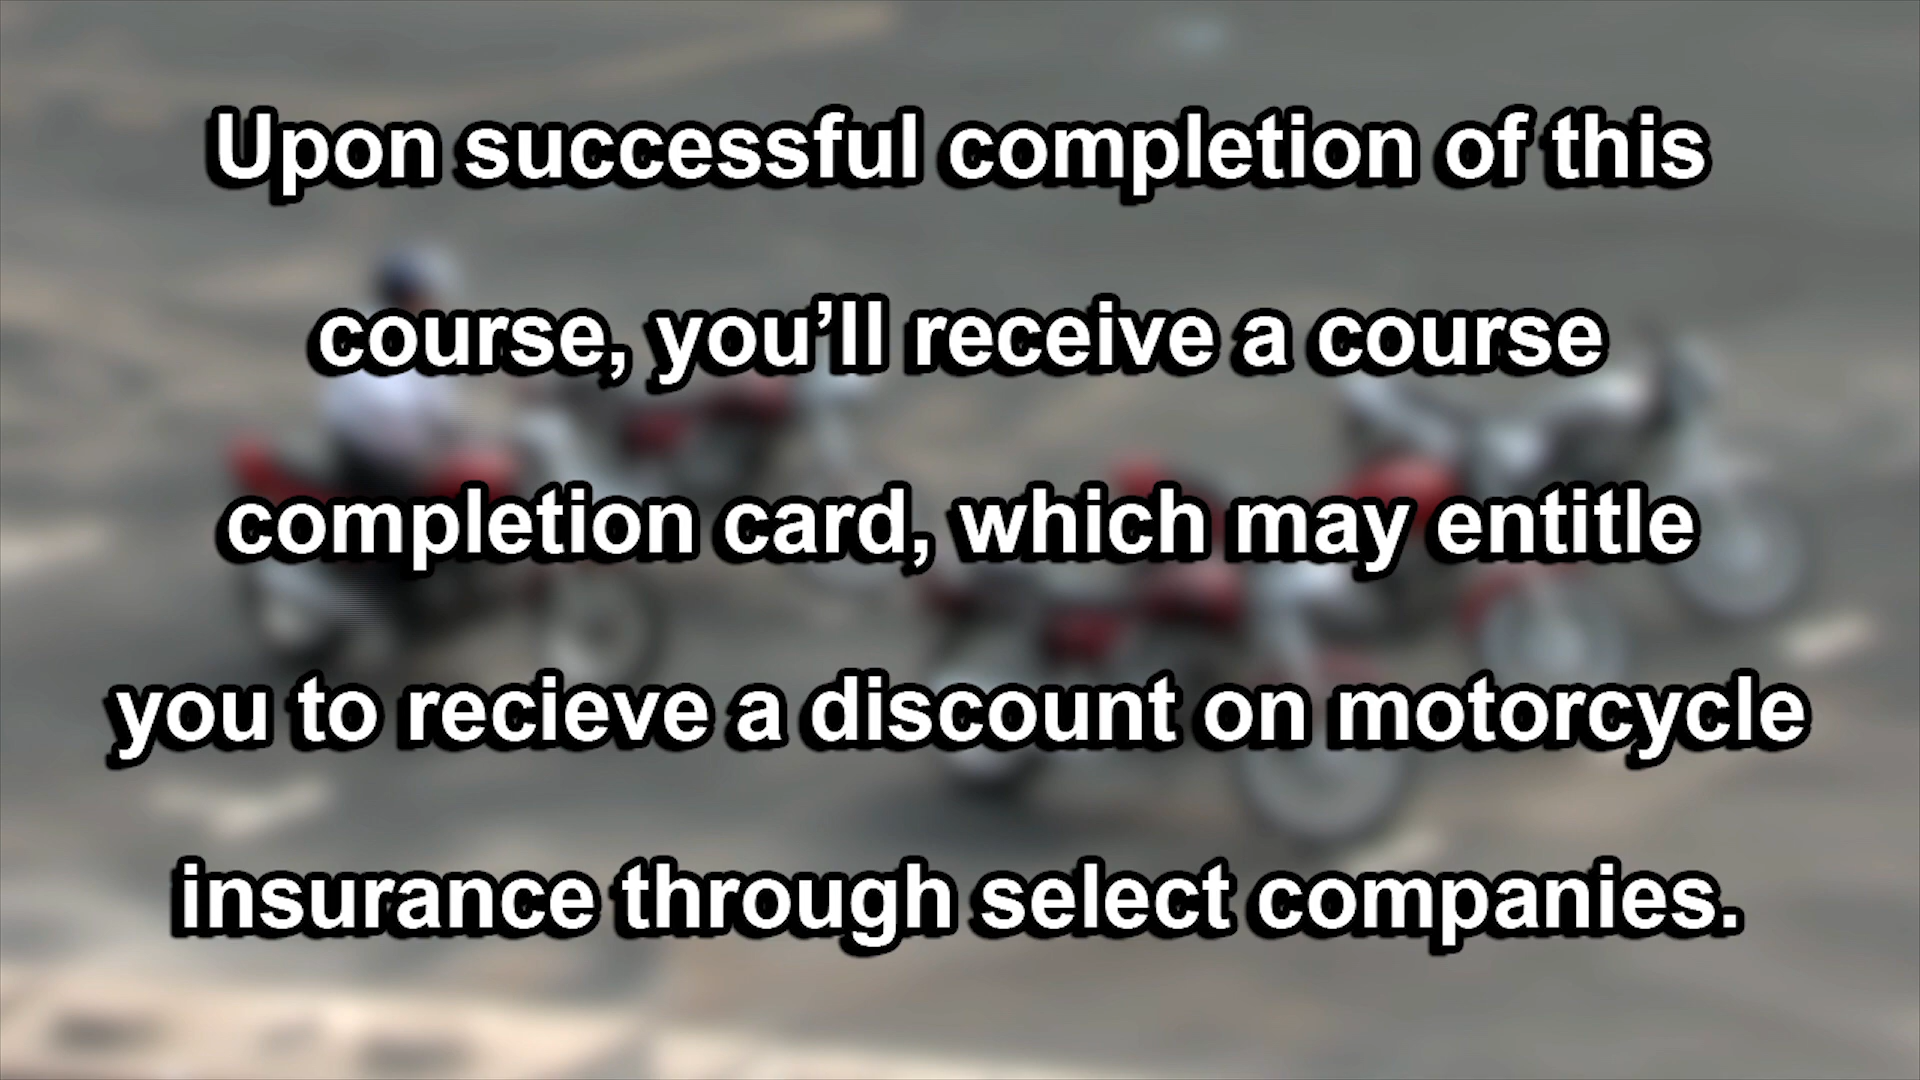 Upon successful completion of this
course, you’ll receive a course
completion card, which may entitle
you to recieve a discount on motorcycle
insurance through select companies.